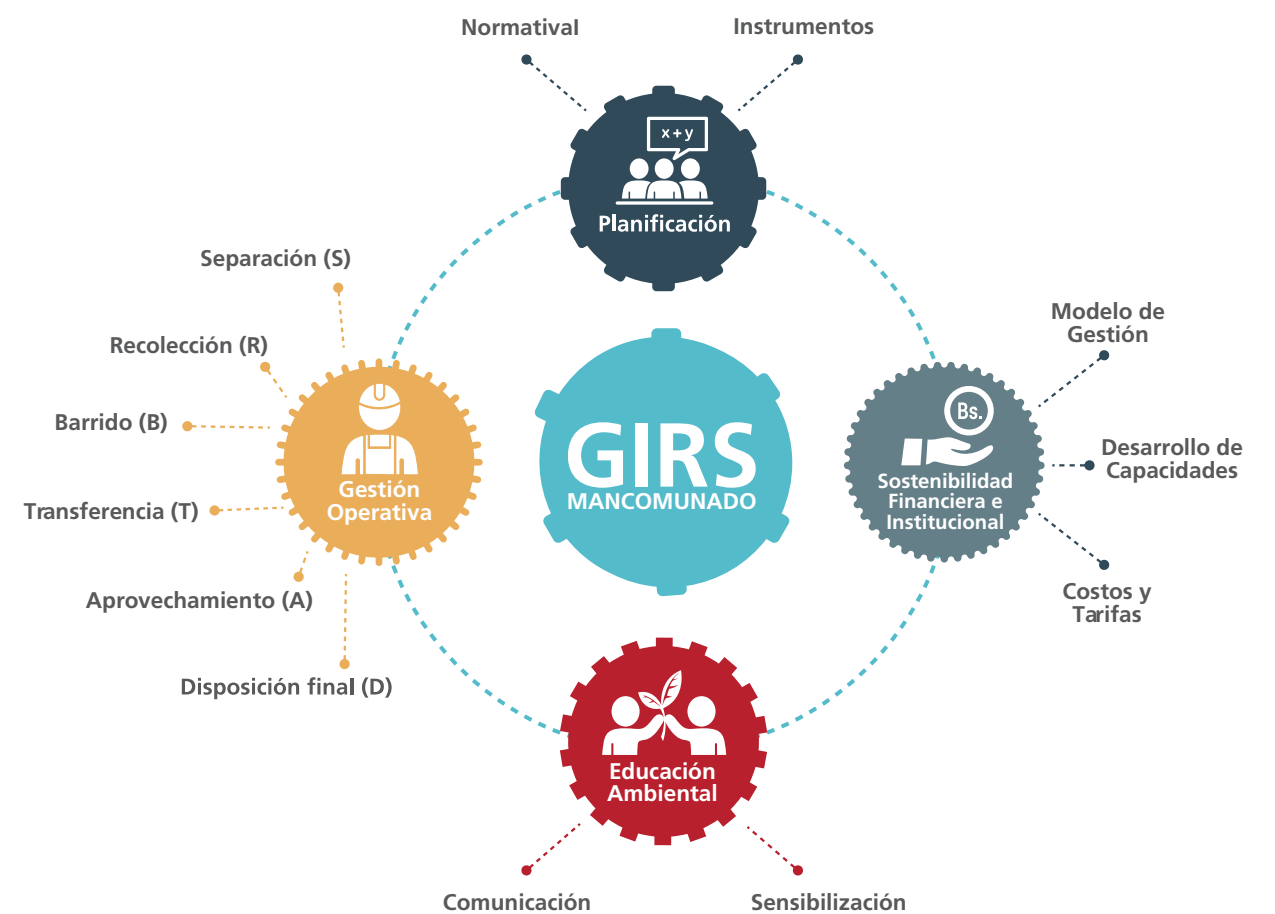 Normatival
Instrumentos
x + y
Planificación
Separación (S)
Recolección (R)
Barrido (B)
Transferencia (T)
Aprovechamiento (A)
Disposición final (D)
Gestión
Operativa
GIRS
MANCOMUNADO
Bs.
Sostenibilidad
Financiera e
Institucional
Modelo de
Gestión
Desarrollo de
Capacidades
Costos y
Tarifas
Educación
Ambiental
Comunicación
Sensibilización